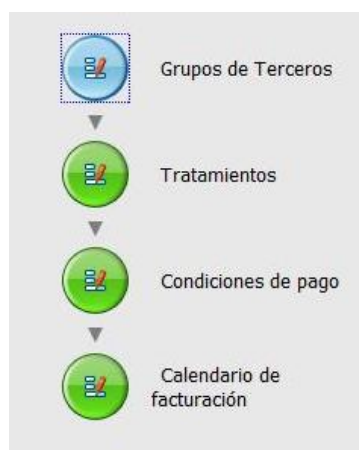 Grupos de Terceros
Tratamientos
Condiciones de pago
Calendario de
facturación